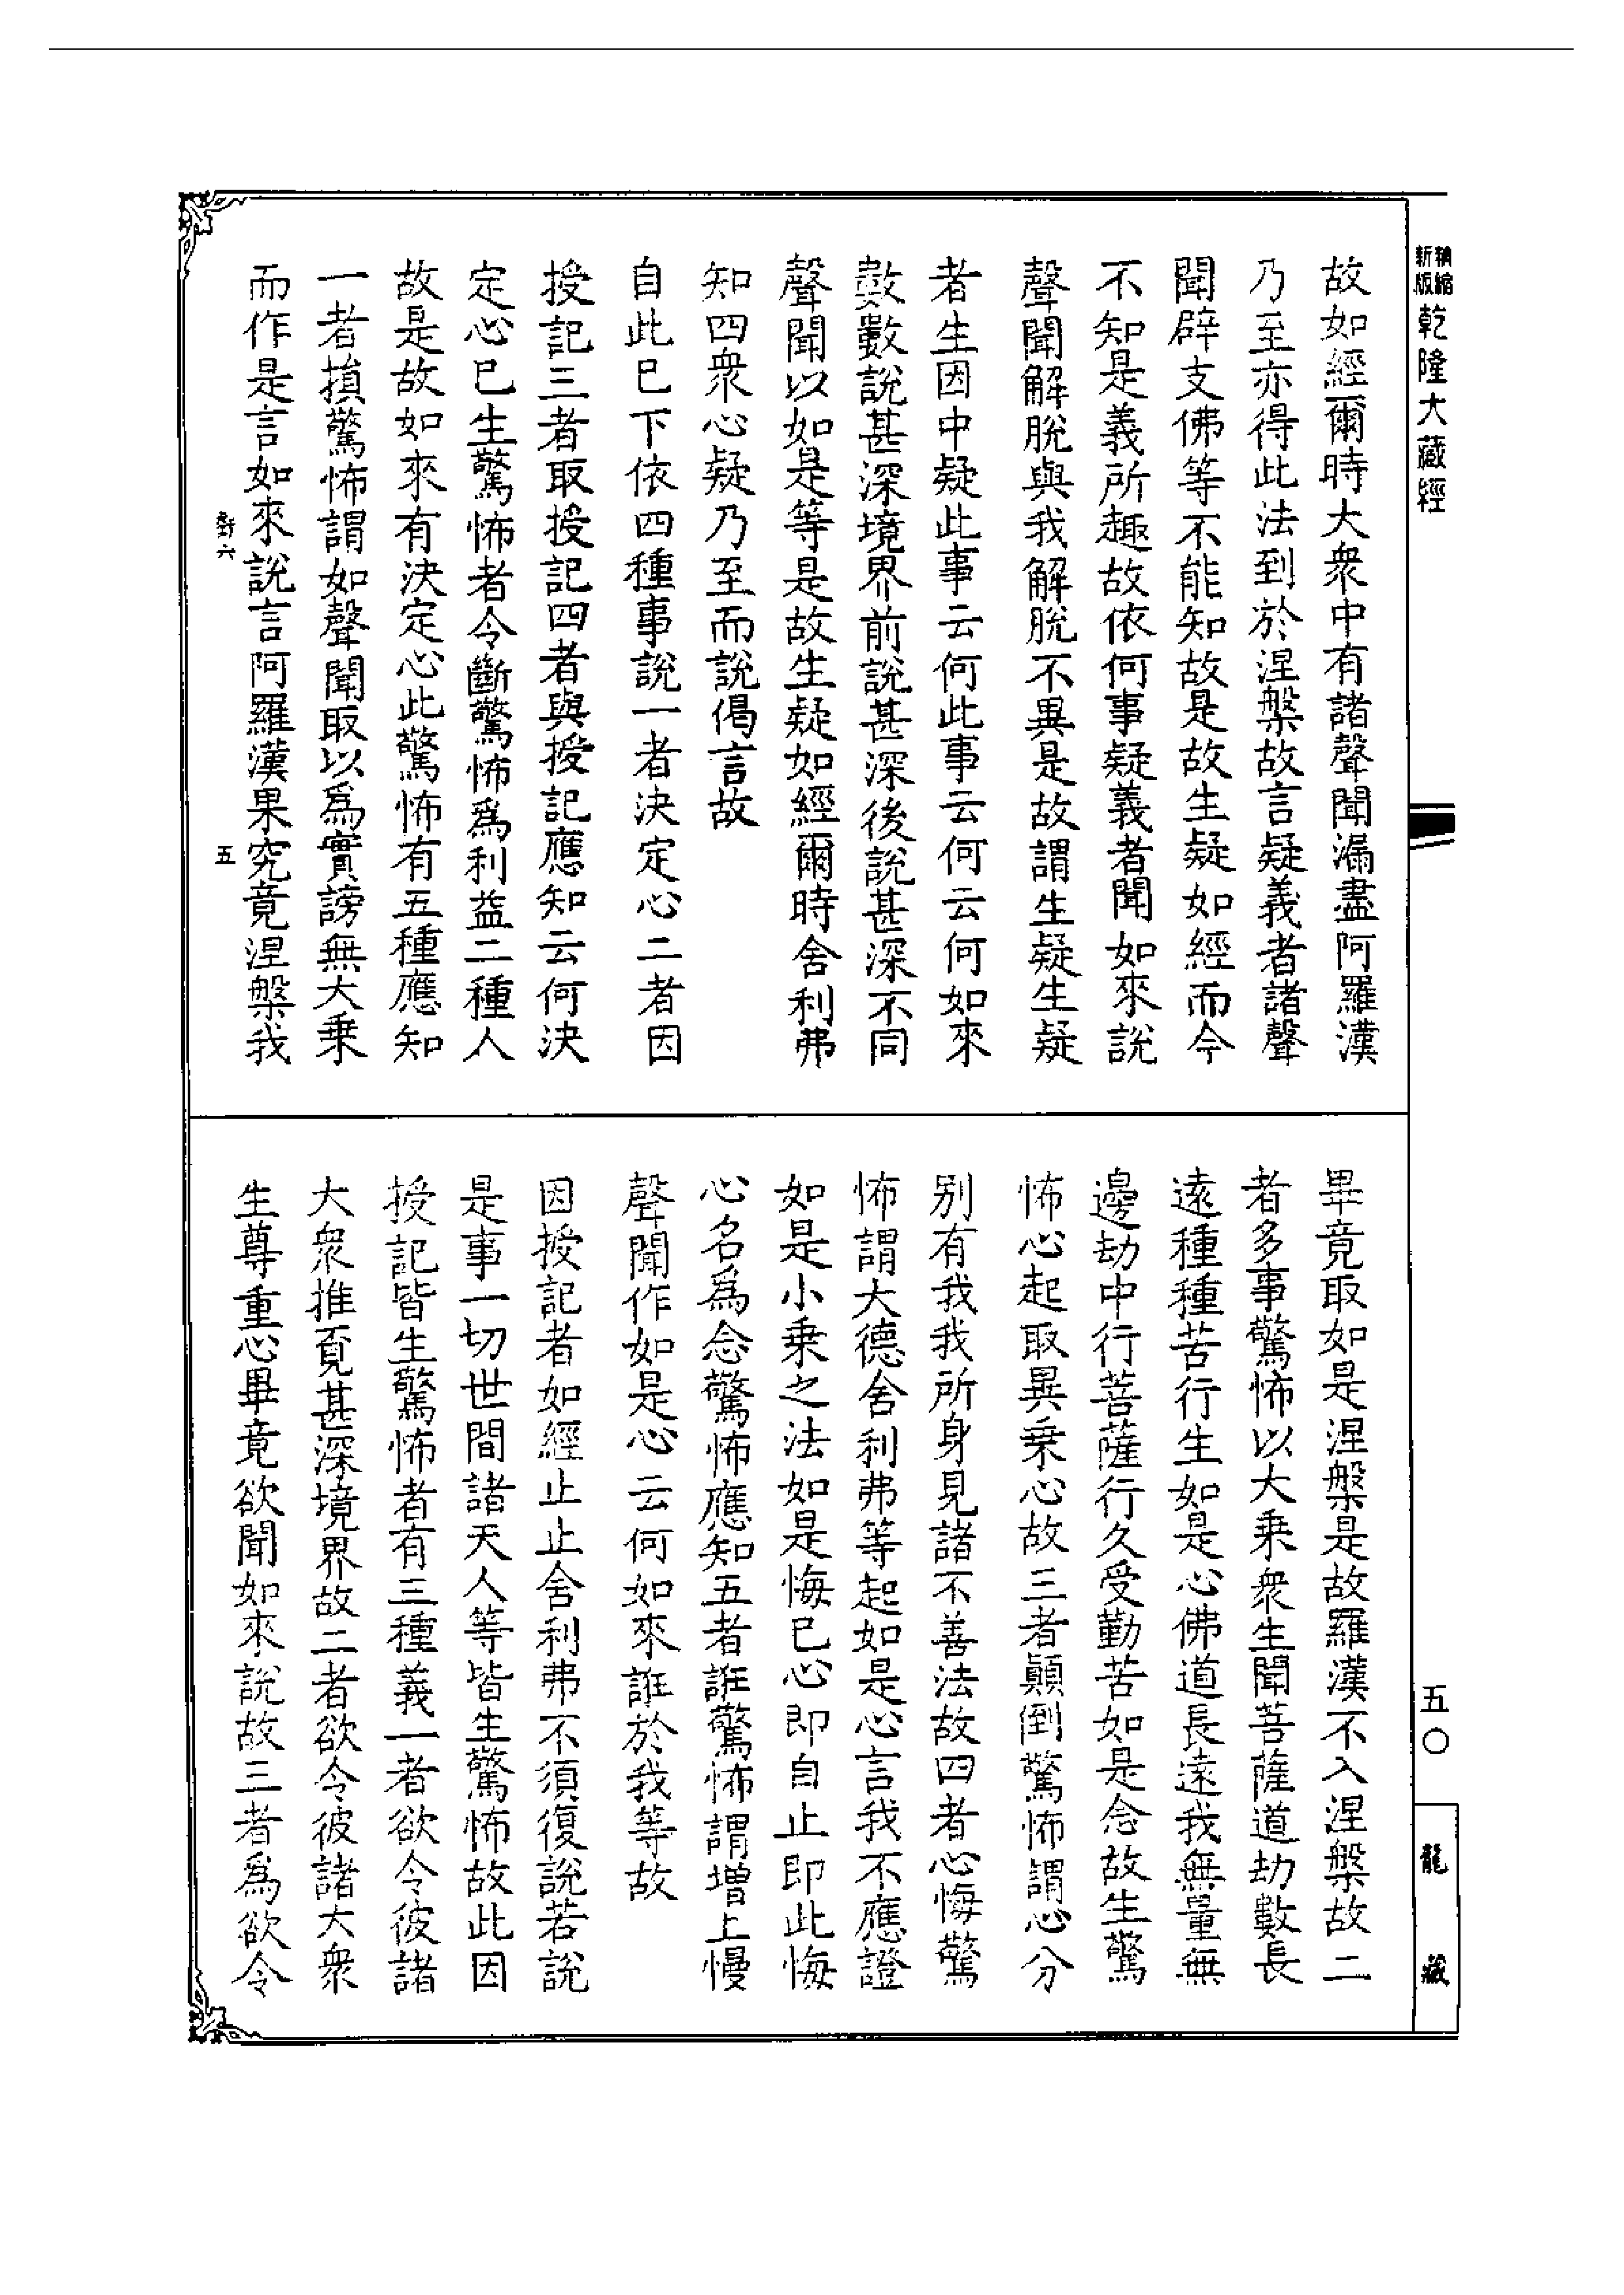 新版 精縮 乾隆大藏經
故如經爾時大衆中有諸聲聞漏盡阿羅漢
乃至亦得此法到於涅槃故言疑義者諸聲
聞辟支佛等不能知故是故生疑如經而今
不知是義所趣故依何事疑義者聞如來說
聲聞解脫與我解脫不異是故謂生疑生疑
者生因中疑此事云何此事云何云何如來
數數說甚深境界前說甚深後說甚深不同
聲聞以如是等是故生疑如經爾時舍利弗
知四衆心疑乃至而說偈言故
自此已下依四種事說一者決定心二者因
授記三者取授記四者與授記應知云何決
定心已生驚怖者令斷驚怖爲利益二種人
故是故如來有決定心此驚怖有五種應知
一者損驚怖謂如聲聞取以爲實謗無大乗
而作是言如來說言阿羅漢果究竟涅槃我
對六 五
畢竟取如是涅槃是故羅漢不入涅槃故二
者多事驚怖以大乘衆生聞菩薩道劫數長
遠種種苦行生如是心佛道長遠我無量無
邊劫中行菩薩行久受勤苦如是念故生驚
怖心起取異乗心故三者顚倒驚怖謂心分
別有我我所身見諸不善法故四者心悔驚
怖謂大德舍利弗等起如是心言我不應證
如是小乗之法如是悔已心即自止即此悔
心名爲念驚怖應知五者誑驚怖謂增上慢
聲聞作如是心云何如來誑於我等故
因授記者如經止止舍利弗不須復說若說
是事一切世間諸天人等皆生驚怖故此因
授記皆生驚怖者有三種義一者欲令彼諸
大衆推覔甚深境界故二者欲令彼諸大衆
生尊重心畢竟欲聞如來說故三者爲欲令
五〇
龍藏